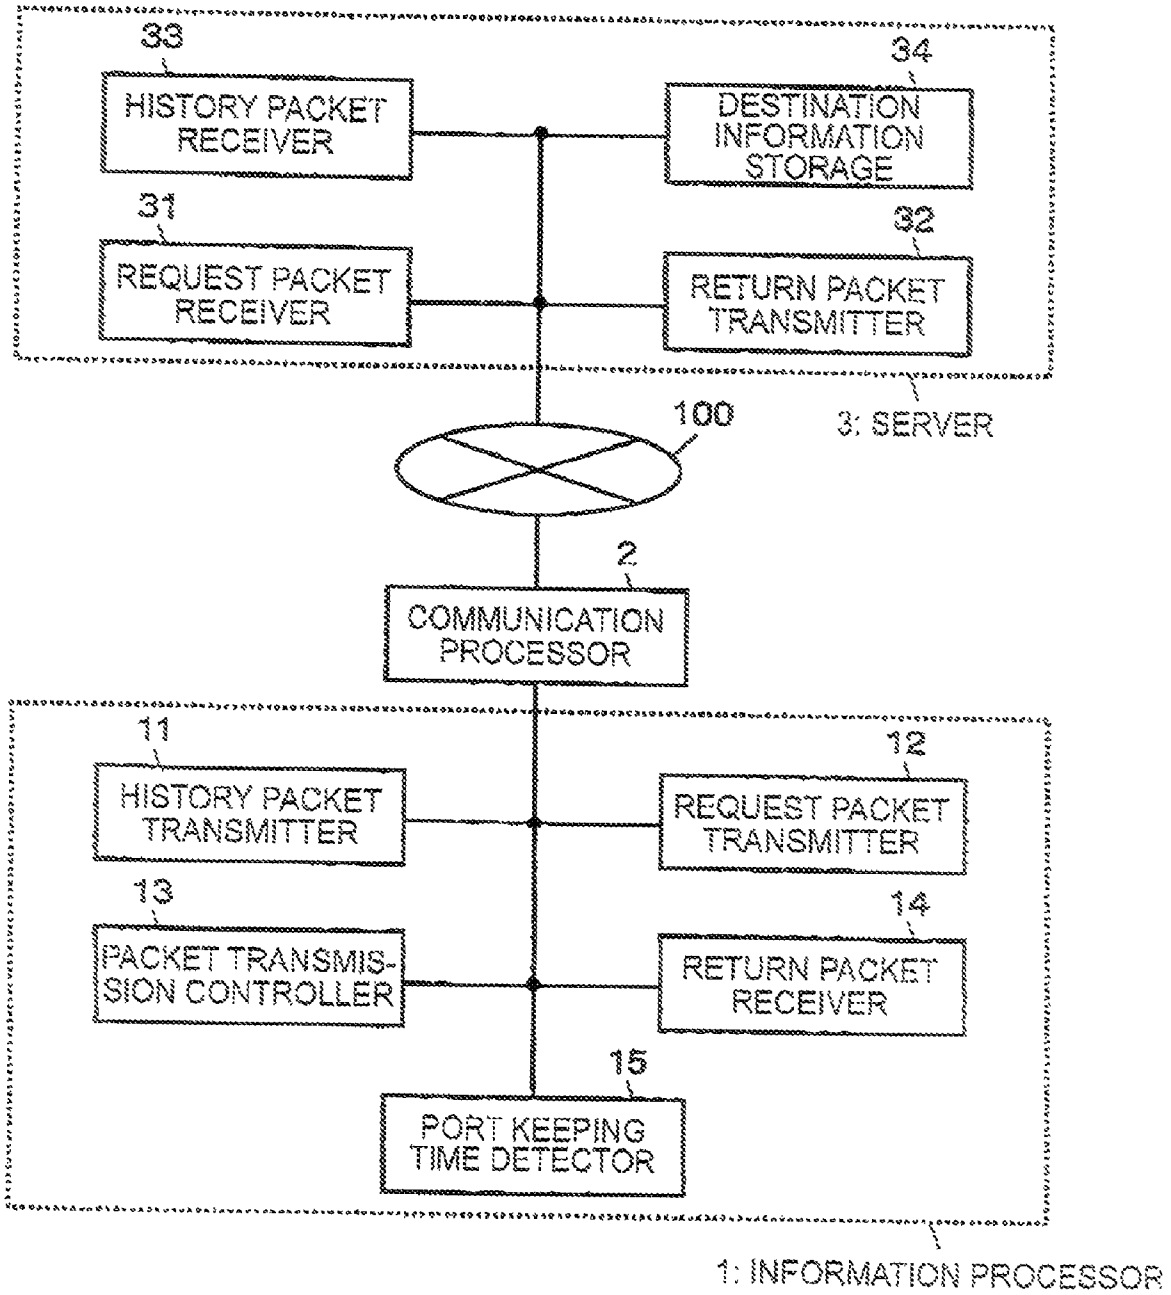 33
34
HISTORY PACKET
RECEIVER
DESTINATION
INFORMATION
STORAGE
31
32
REQUEST PACKET
RECEIVER
RETURN PACKET
TRANSMITTER
3: SERVER
100
2
COMMUNICATION
PROCESSOR
11
12
HISTORY PACKET
TRANSMITTER
REQUEST PACKET
TRANSMITTER
13
14
PACKET TRANSMIS-
SION CONTROLLER
RETURN PACKET
RECEIVER
15
PORT KEEPING
TIME DETECTOR
1: INFORMATION PROCESSOR